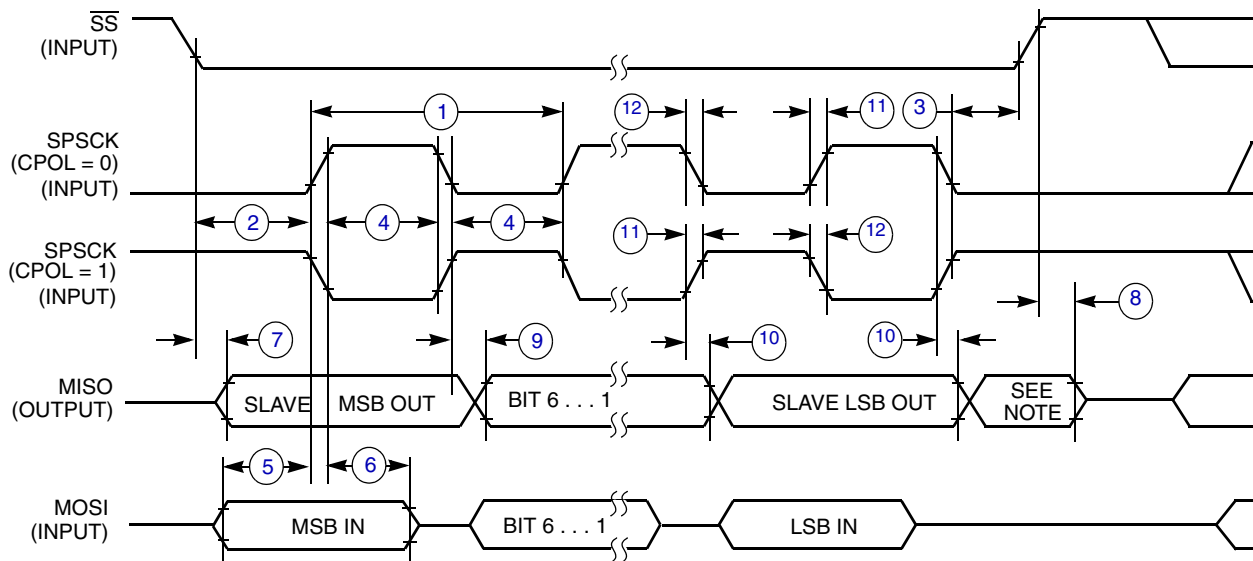 SS
(INPUT)
1
12
11
3
SPSCK
(CPOL = 0)
(INPUT)
2
4
4
11
12
SPSCK
(CPOL = 1)
(INPUT)
7
9
10
10
8
MISO
(OUTPUT)
SLAVE MSB OUT
BIT 6 . . . 1
SLAVE LSB OUT
SEE
NOTE
5
6
MOSI
(INPUT)
MSB IN
BIT 6 . . . 1
LSB IN